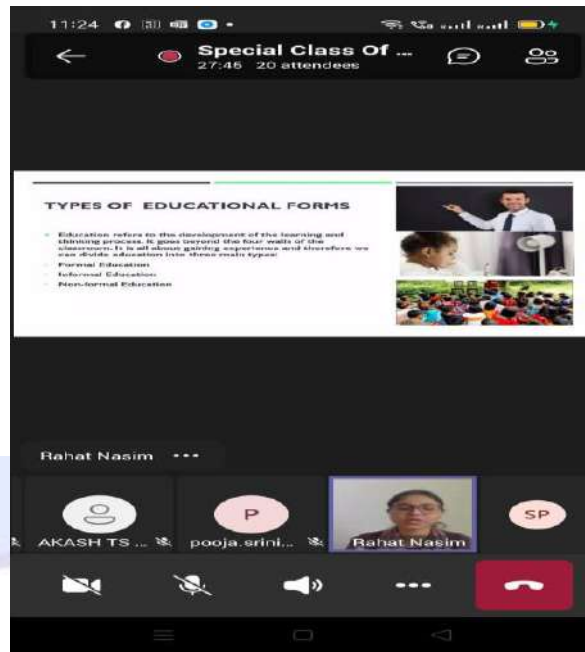 11:24
Special Class Of ...
27:45 20 attendees
TYPES OF EDUCATIONAL FORMS
Education refers to the development of the learning and
thinking process. It goes beyond the four walls of the
classroom. It is all about gaining experience and therefore we
can divide education into three main types:
Formal Education
Informal Education
Non-formal Education
Rahat Nasim ...
P
SP
AKASH TS ...
pooja.srini...
Rahat Nasim